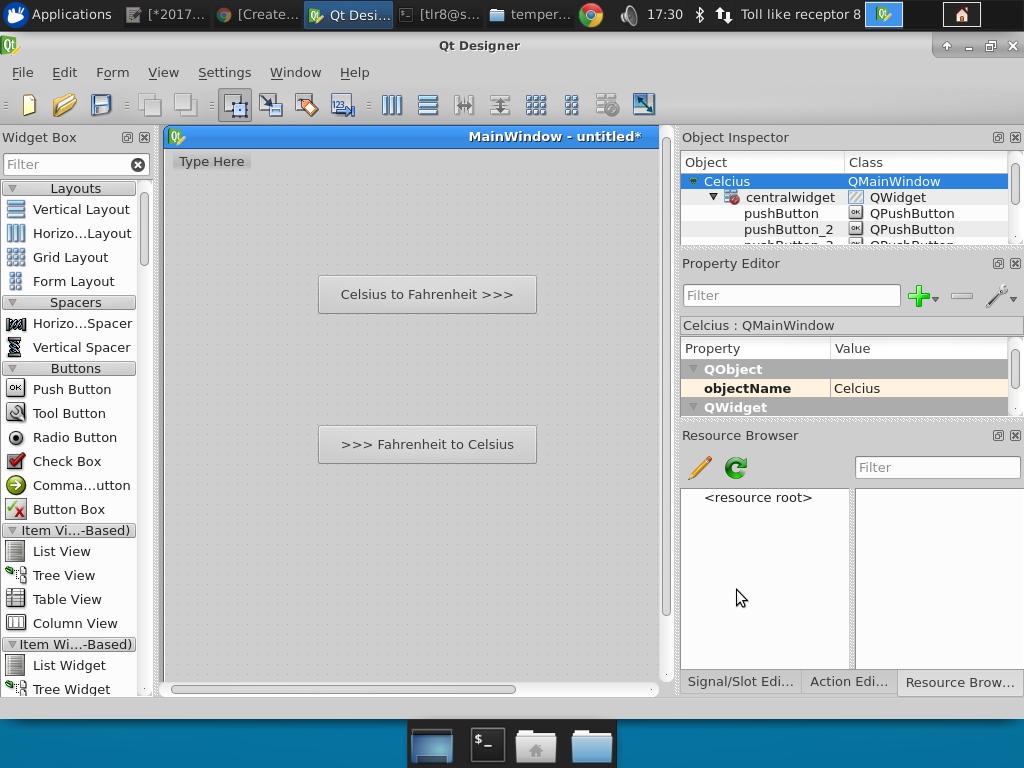 Applications
[*2017...
[Create...
Qt Desi...
[tlr8@s...
temper...
17:30
Toll like receptor 8
Qt Designer
File Edit Form View Settings Window Help
Widget Box
Filter
Layouts
Vertical Layout
Horizo...Layout
Grid Layout
Form Layout
Spacers
Horizo...Spacer
Vertical Spacer
Buttons
Push Button
Tool Button
Radio Button
Check Box
Comma...utton
Button Box
Item Vi...-Based)
List View
Tree View
Table View
Column View
Item Wi...-Based)
List Widget
Tree Widget
MainWindow - untitled*
Type Here
Celsius to Fahrenheit >>>
>>> Fahrenheit to Celsius
Object Inspector
Object Class
Celcius QMainWindow
centralwidget QWidget
pushButton QPushButton
pushButton_2 QPushButton
Property Editor
Filter
Celcius : QMainWindow
Property Value
QObject
objectName Celcius
QWidget
Resource Browser
Filter
<resource root>
Signal/Slot Edi... Action Edi... Resource Brow...